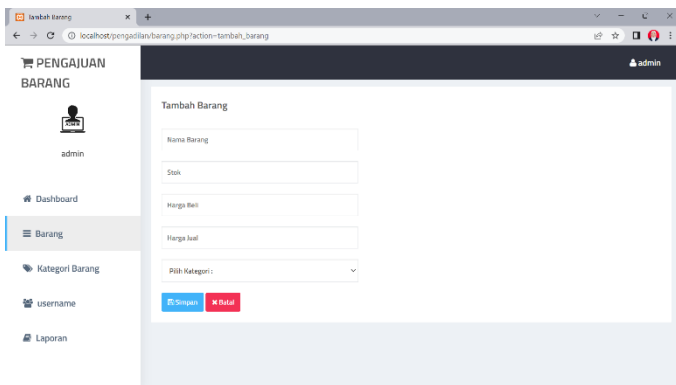 Tambah Barang
localhost/pengadilan/barang.php?action=tambah_barang
PENGAJUAN
BARANG
admin
Tambah Barang
ADMIN
Nama Barang
admin
Stok
Dashboard
Harga Beli
Barang
Harga Jual
Kategori Barang
Pilih Kategori :
username
Simpan
Batal
Laporan